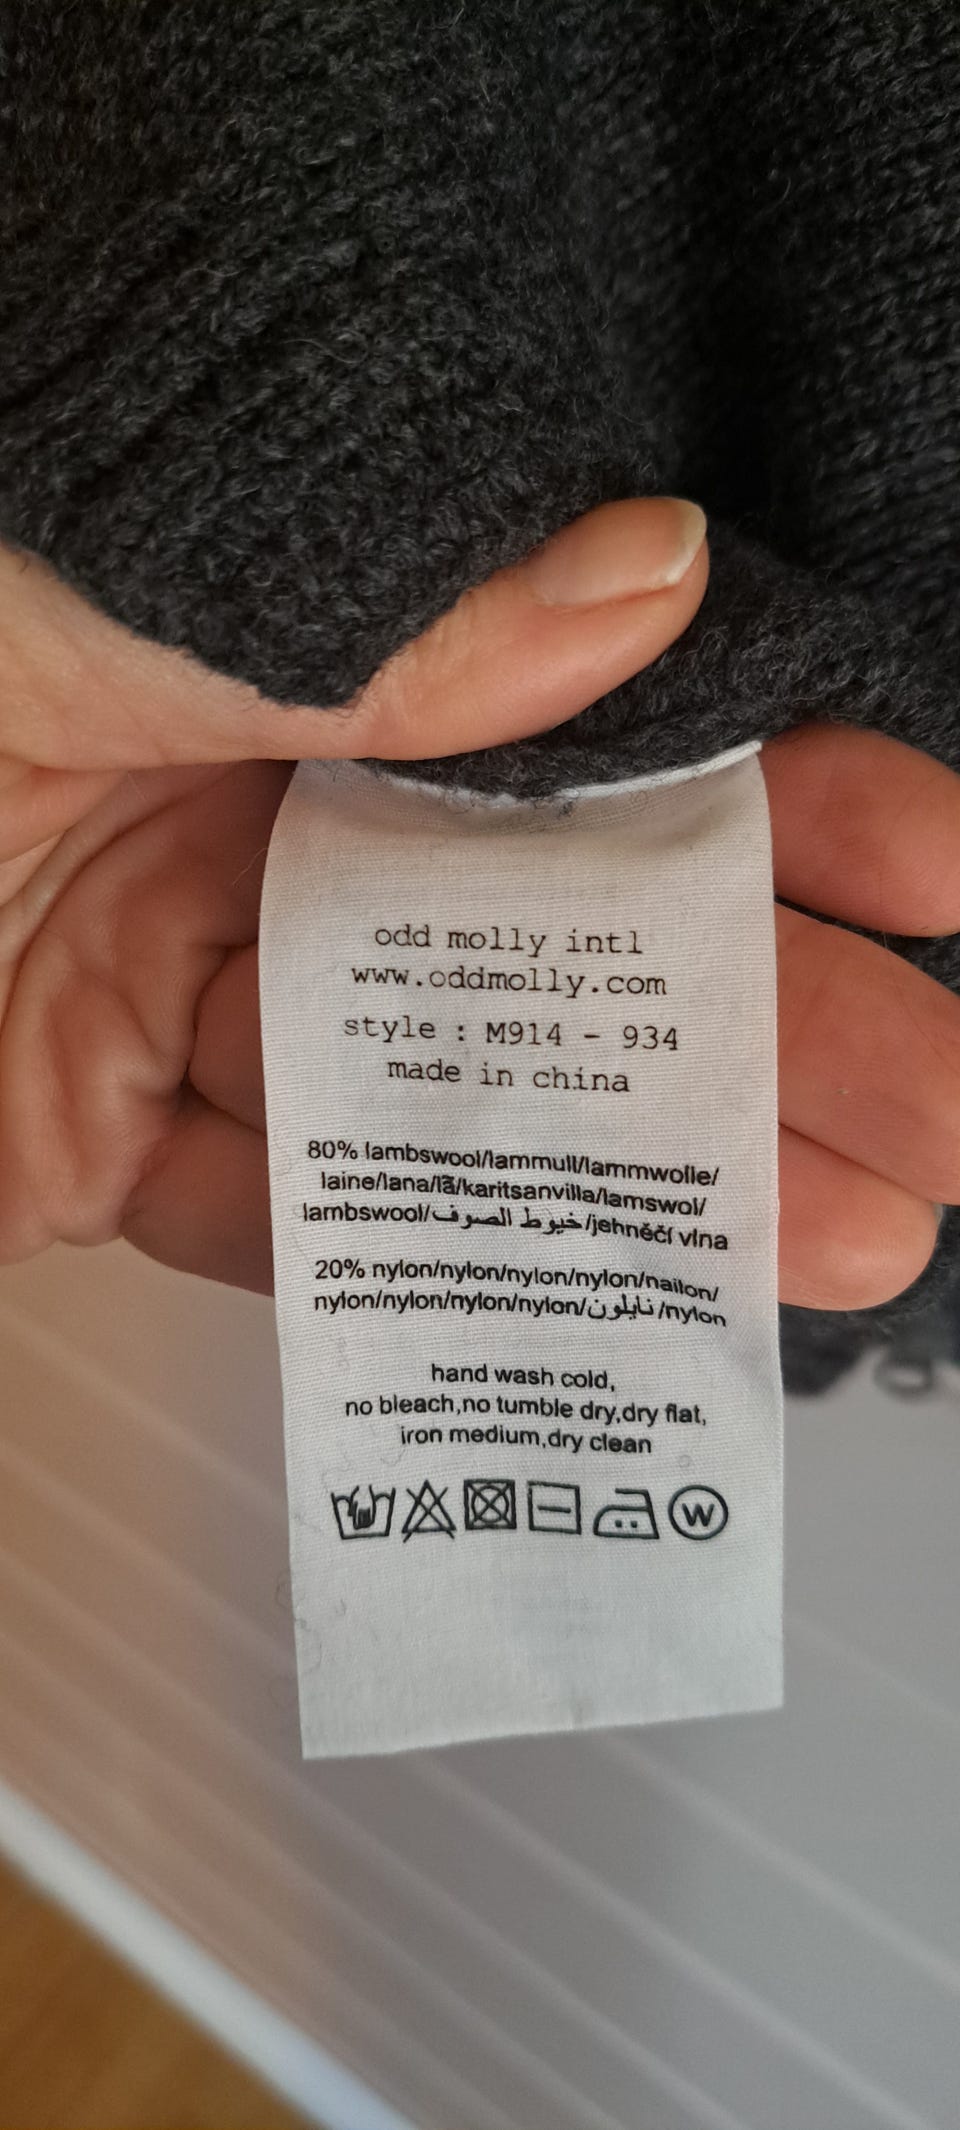 odd molly intl
www.oddmolly.com
style : M914 - 934
made in china
80% lambswool/lammull/lammwolle/
laine/lana/lã/karitsanvilla/lamswol/
lambswool/خيوط الصوف/jehněčí vlna
20% nylon/nylon/nylon/nylon/nailon/
nylon/nylon/nylon/nylon/نايلون/nylon
hand wash cold,
no bleach,no tumble dry,dry flat,
iron medium,dry clean
W